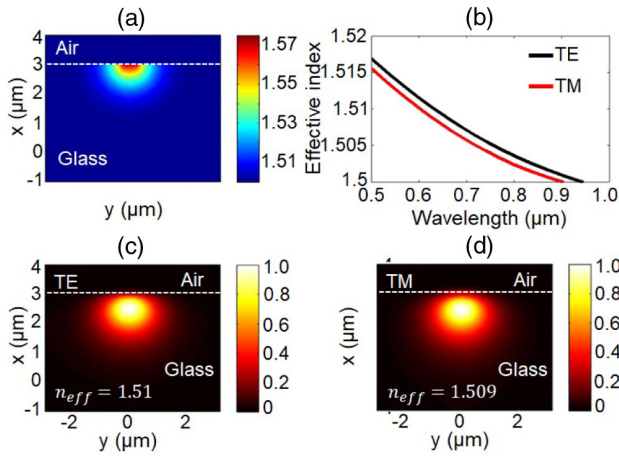 (a)
4
Air
3
2
1
0
-1
x (µm)
Glass
y (µm)
1.57
1.55
1.53
1.51
(b)
1.52
1.515
1.51
1.505
1.5
Effective index
TE
TM
0.5 0.6 0.7 0.8 0.9 1.0
Wavelength (µm)
(c)
4
3
2
1
0
-1
x (µm)
TE
Air
Glass
n_eff = 1.51
-2 0 2
y (µm)
1.0
0.8
0.6
0.4
0.2
0
(d)
x (µm)
TM
Air
Glass
n_eff = 1.509
-2 0 2
y (µm)
1.0
0.8
0.6
0.4
0.2
0